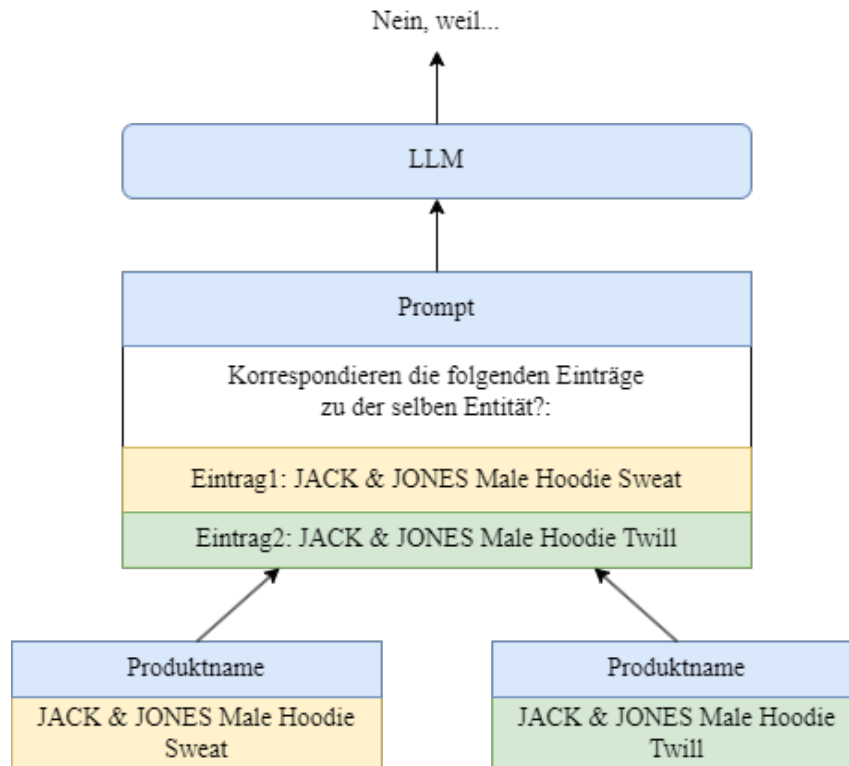 Nein, weil...
LLM
Prompt
Korrespondieren die folgenden Einträge
zu der selben Entität?:
Eintrag1: JACK & JONES Male Hoodie Sweat
Eintrag2: JACK & JONES Male Hoodie Twill
Produktname
JACK & JONES Male Hoodie
Sweat
Produktname
JACK & JONES Male Hoodie
Twill